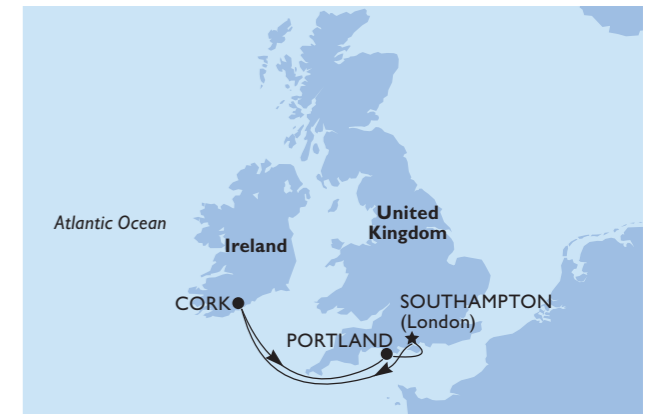 Atlantic Ocean
United
Kingdom
Ireland
CORK
SOUTHAMPTON
(London)
PORTLAND